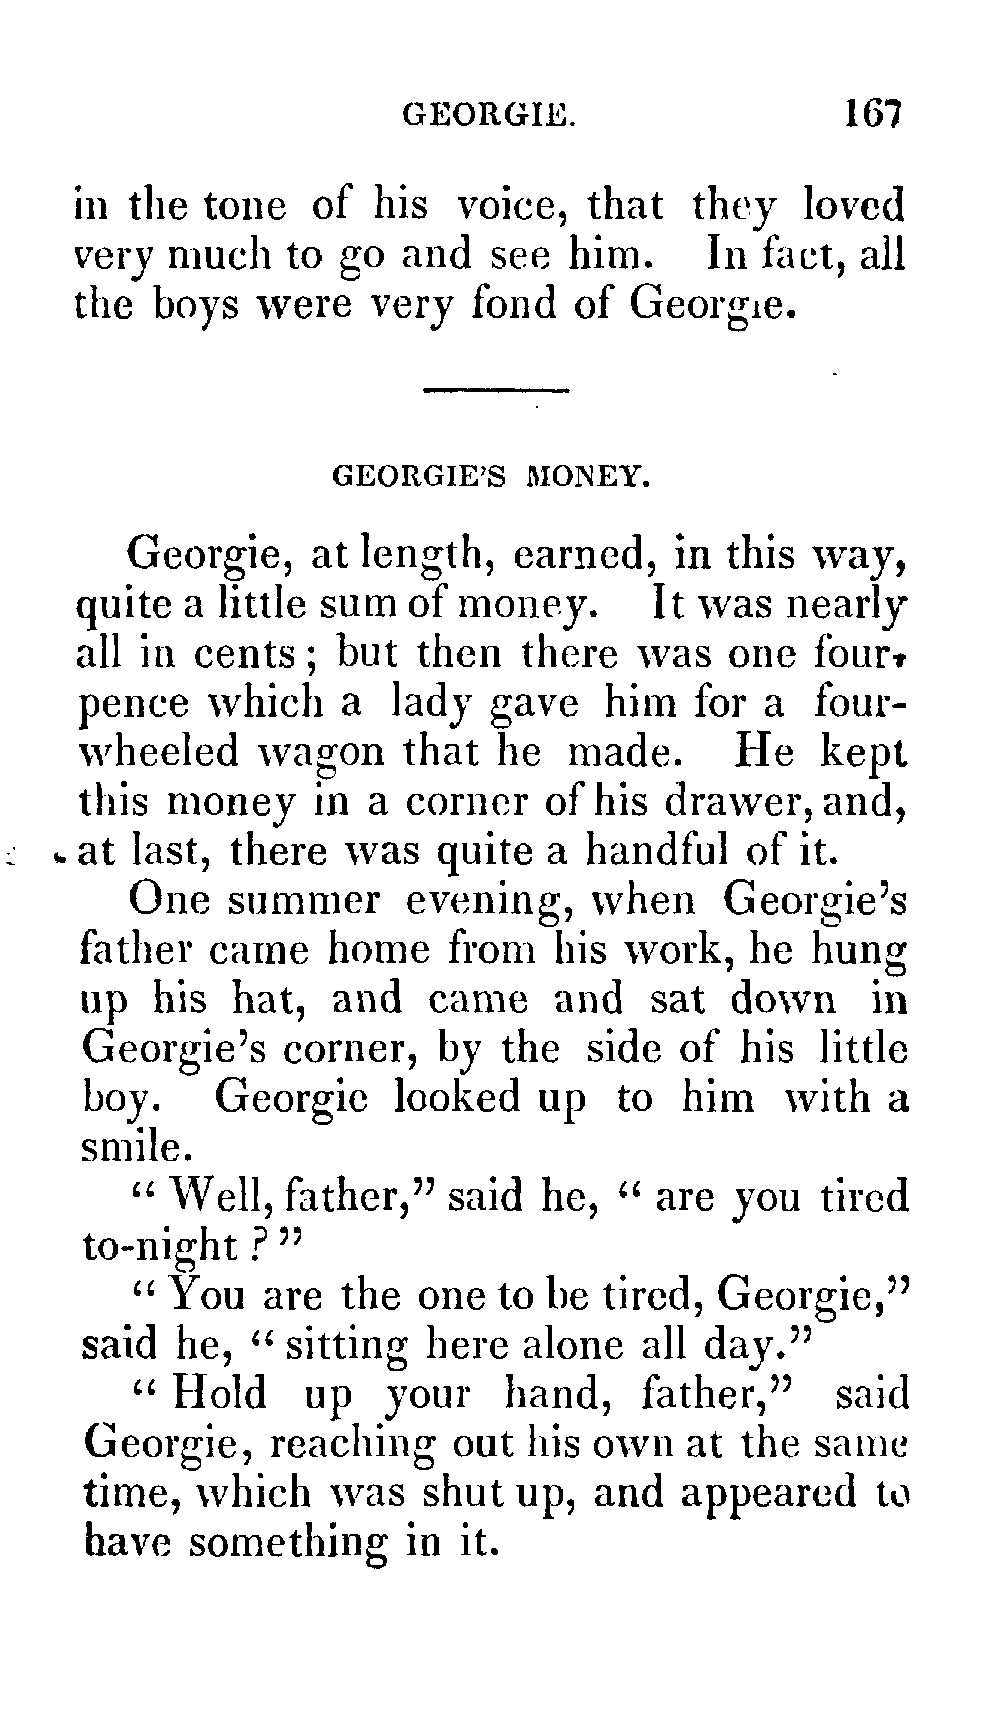 GEORGIE. 167
in the tone of his voice, that they loved
very much to go and see him. In fact, all
the boys were very fond of Georgie.
GEORGIE'S MONEY.
Georgie, at length, earned, in this way,
quite a little sum of money. It was nearly
all in cents; but then there was one four-
pence which a lady gave him for a four-
wheeled wagon that he made. He kept
this money in a corner of his drawer, and,
at last, there was quite a handful of it.
One summer evening, when Georgie's
father came home from his work, he hung
up his hat, and came and sat down in
Georgie's corner, by the side of his little
boy. Georgie looked up to him with a
smile.
“Well, father,” said he, “are you tired
to-night?”
“You are the one to be tired, Georgie,”
said he, “sitting here alone all day.”
“Hold up your hand, father,” said
Georgie, reaching out his own at the same
time, which was shut up, and appeared to
have something in it.